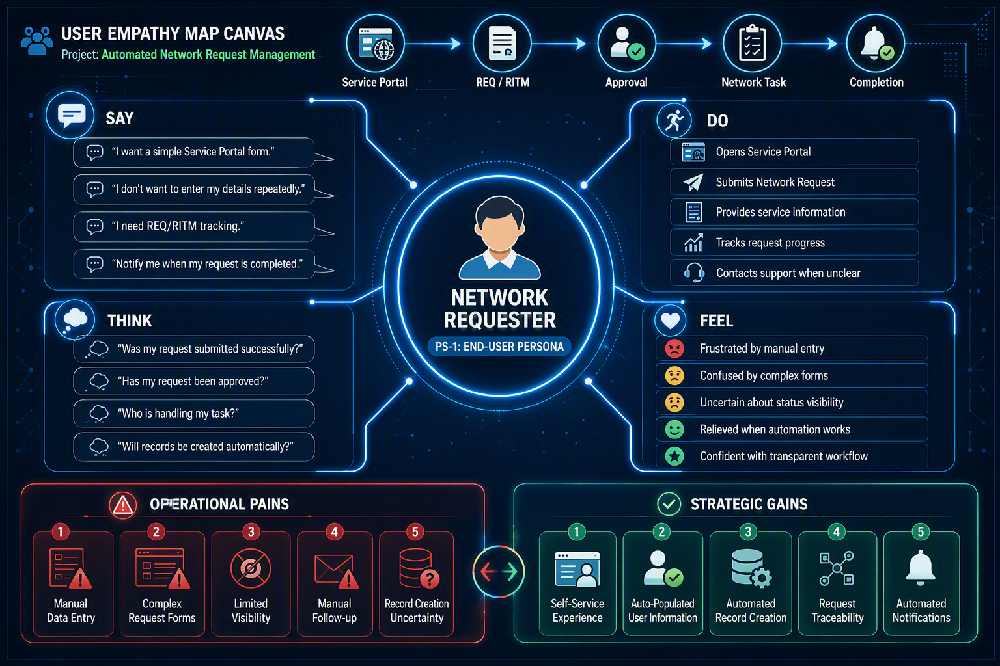 USER EMPATHY MAP CANVAS
Project: Automated Network Request Management
Service Portal
REQ / RITM
Approval
Network Task
Completion
SAY
“I want a simple Service Portal form.”
“I don’t want to enter my details repeatedly.”
“I need REQ/RITM tracking.”
“Notify me when my request is completed.”
DO
Opens Service Portal
Submits Network Request
Provides service information
Tracks request progress
Contacts support when unclear
NETWORK
REQUESTER
PS-1: END-USER PERSONA
THINK
“Was my request submitted successfully?”
“Has my request been approved?”
“Who is handling my task?”
“Will records be created automatically?”
FEEL
Frustrated by manual entry
Confused by complex forms
Uncertain about status visibility
Relieved when automation works
Confident with transparent workflow
OPERATIONAL PAINS
1
Manual
Data Entry
2
Complex
Request Forms
3
Limited
Visibility
4
Manual
Follow-up
5
Record Creation
Uncertainty
STRATEGIC GAINS
1
Self-Service
Experience
2
Auto-Populated
User Information
3
Automated
Record Creation
4
Request
Traceability
5
Automated
Notifications